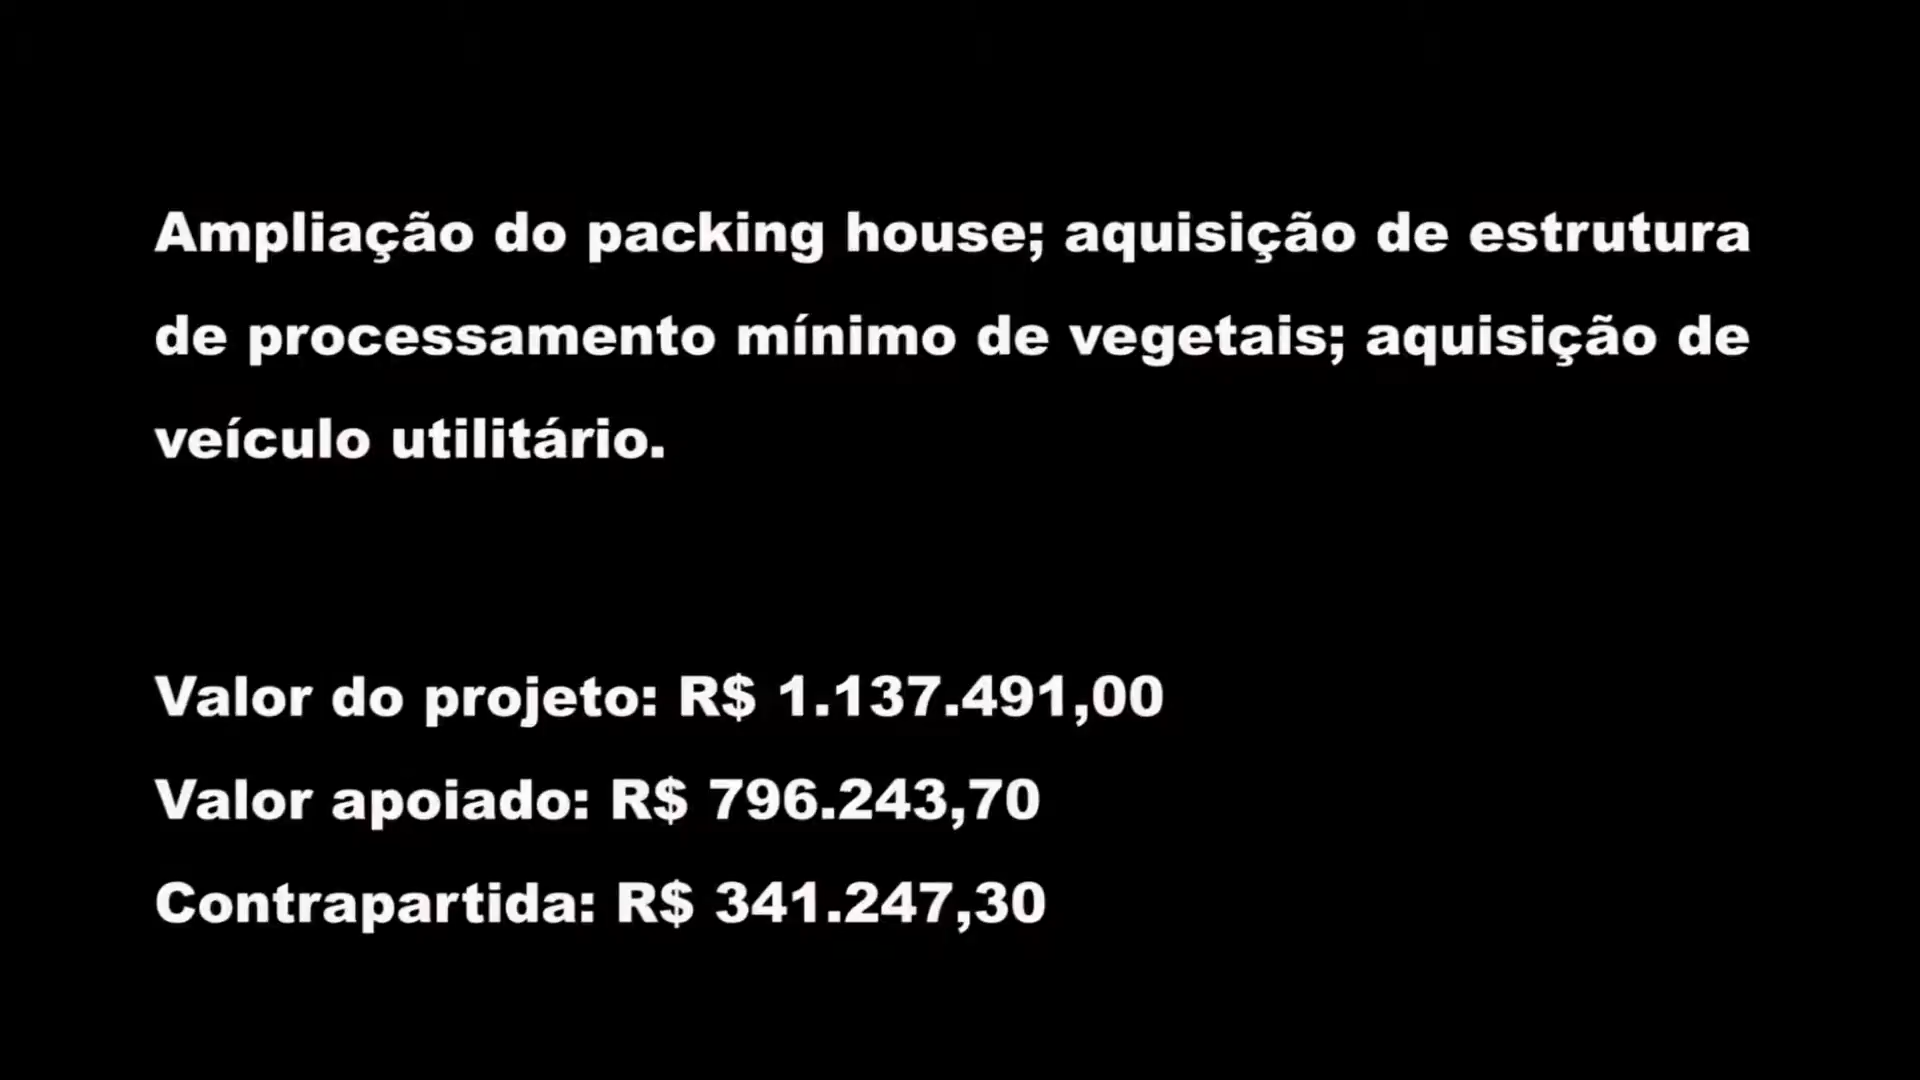 Ampliação do packing house; aquisição de estrutura
de processamento mínimo de vegetais; aquisição de
veículo utilitário.
Valor do projeto: R$ 1.137.491,00
Valor apoiado: R$ 796.243,70
Contrapartida: R$ 341.247,30